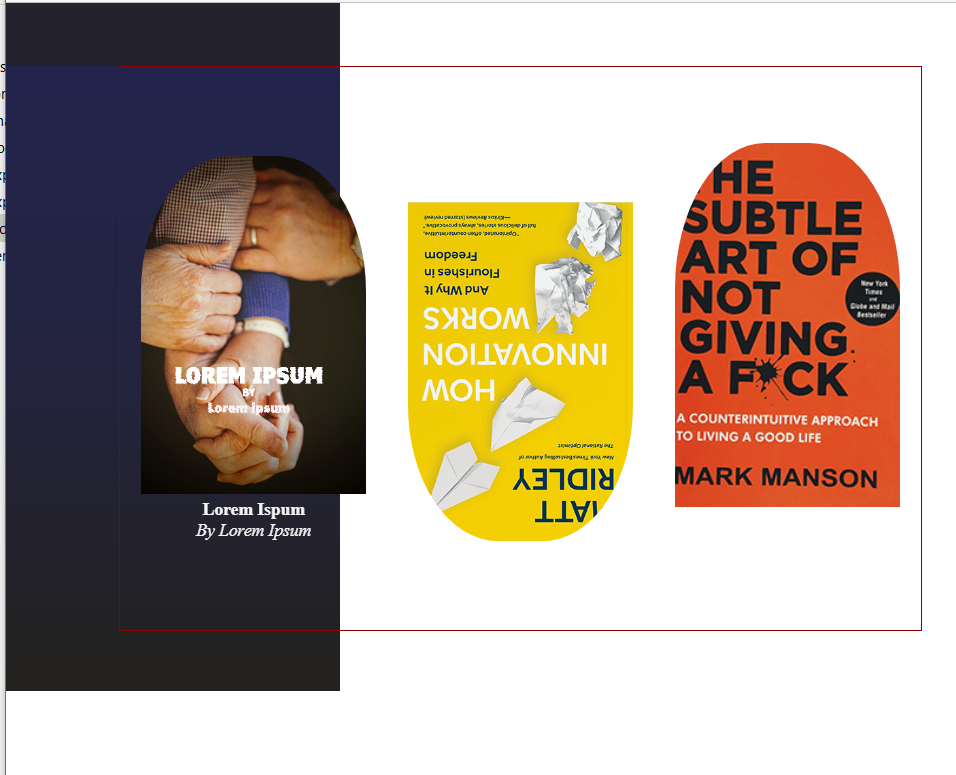 LOREM IPSUM
BY
Lorem Ipsum
Lorem Ispum
By Lorem Ipsum
MATT
RIDLEY
New York Times Bestselling Author of
The Rational Optimist
HOW
INNOVATION
WORKS
And Why It
Flourishes in
Freedom
"Opinionated, often counterintuitive,
full of delicious stories, always provocative."
—Kirkus Reviews (starred review)
THE
SUBTLE
ART OF
NOT
GIVING
A F*CK
New York
Times
and
Globe and Mail
Bestseller
A COUNTERINTUITIVE APPROACH
TO LIVING A GOOD LIFE
MARK MANSON